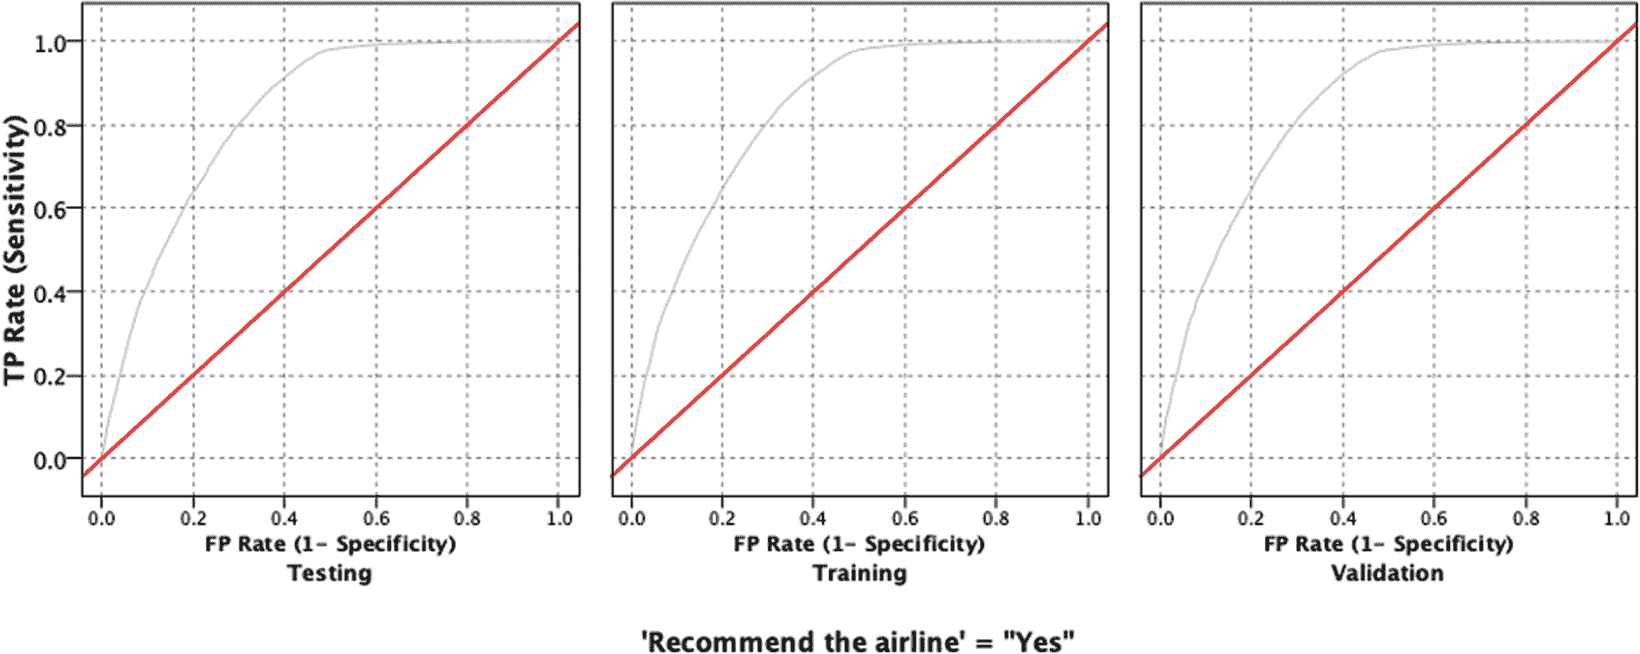 TP Rate (Sensitivity)
1.0
0.8
0.6
0.4
0.2
0.0
0.0 0.2 0.4 0.6 0.8 1.0
FP Rate (1- Specificity)
Testing
0.0 0.2 0.4 0.6 0.8 1.0
FP Rate (1- Specificity)
Training
0.0 0.2 0.4 0.6 0.8 1.0
FP Rate (1- Specificity)
Validation
'Recommend the airline' = "Yes"